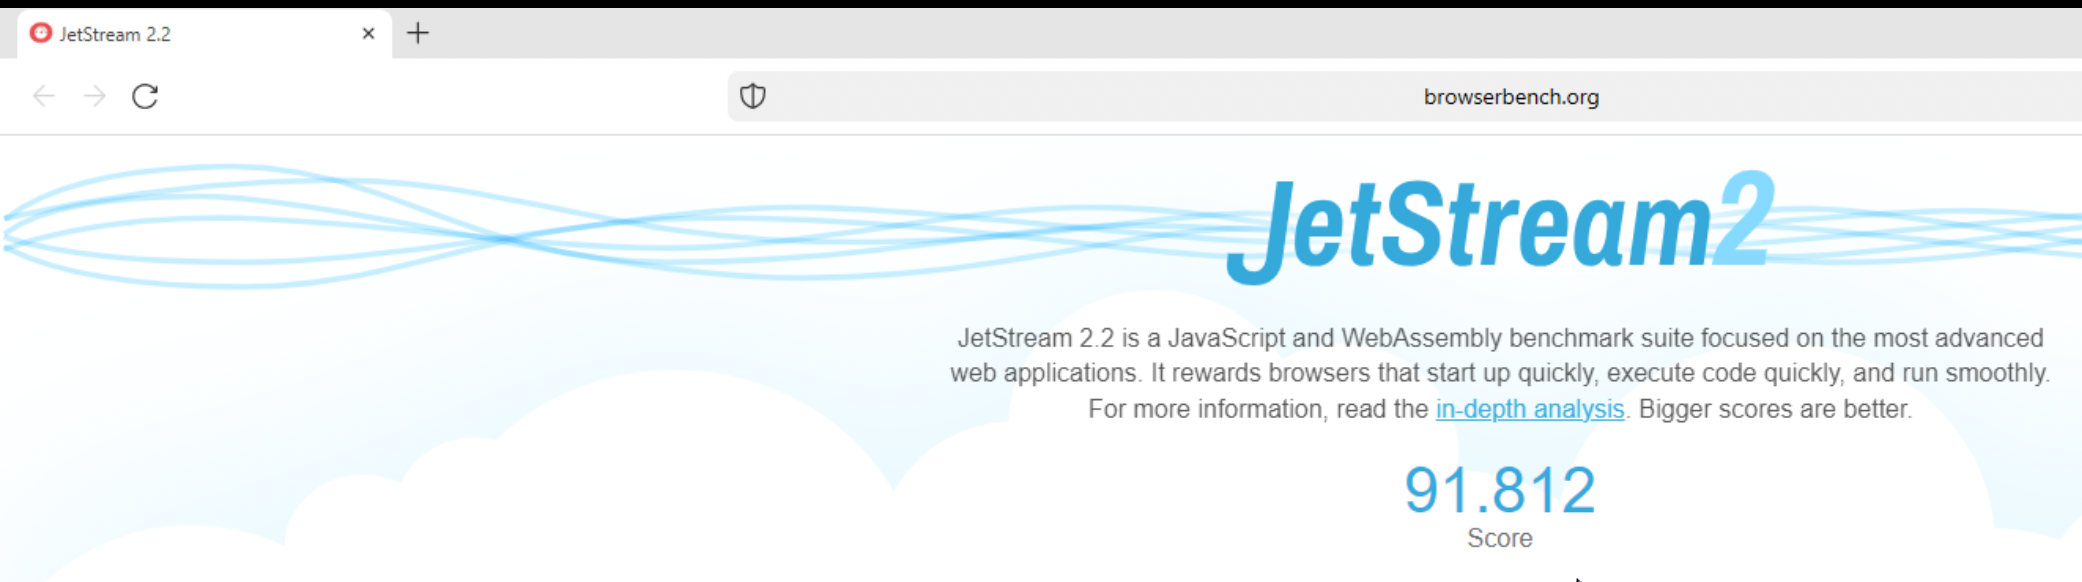 JetStream 2.2
browserbench.org
JetStream2
JetStream 2.2 is a JavaScript and WebAssembly benchmark suite focused on the most advanced
web applications. It rewards browsers that start up quickly, execute code quickly, and run smoothly.
For more information, read the in-depth analysis. Bigger scores are better.
91.812
Score